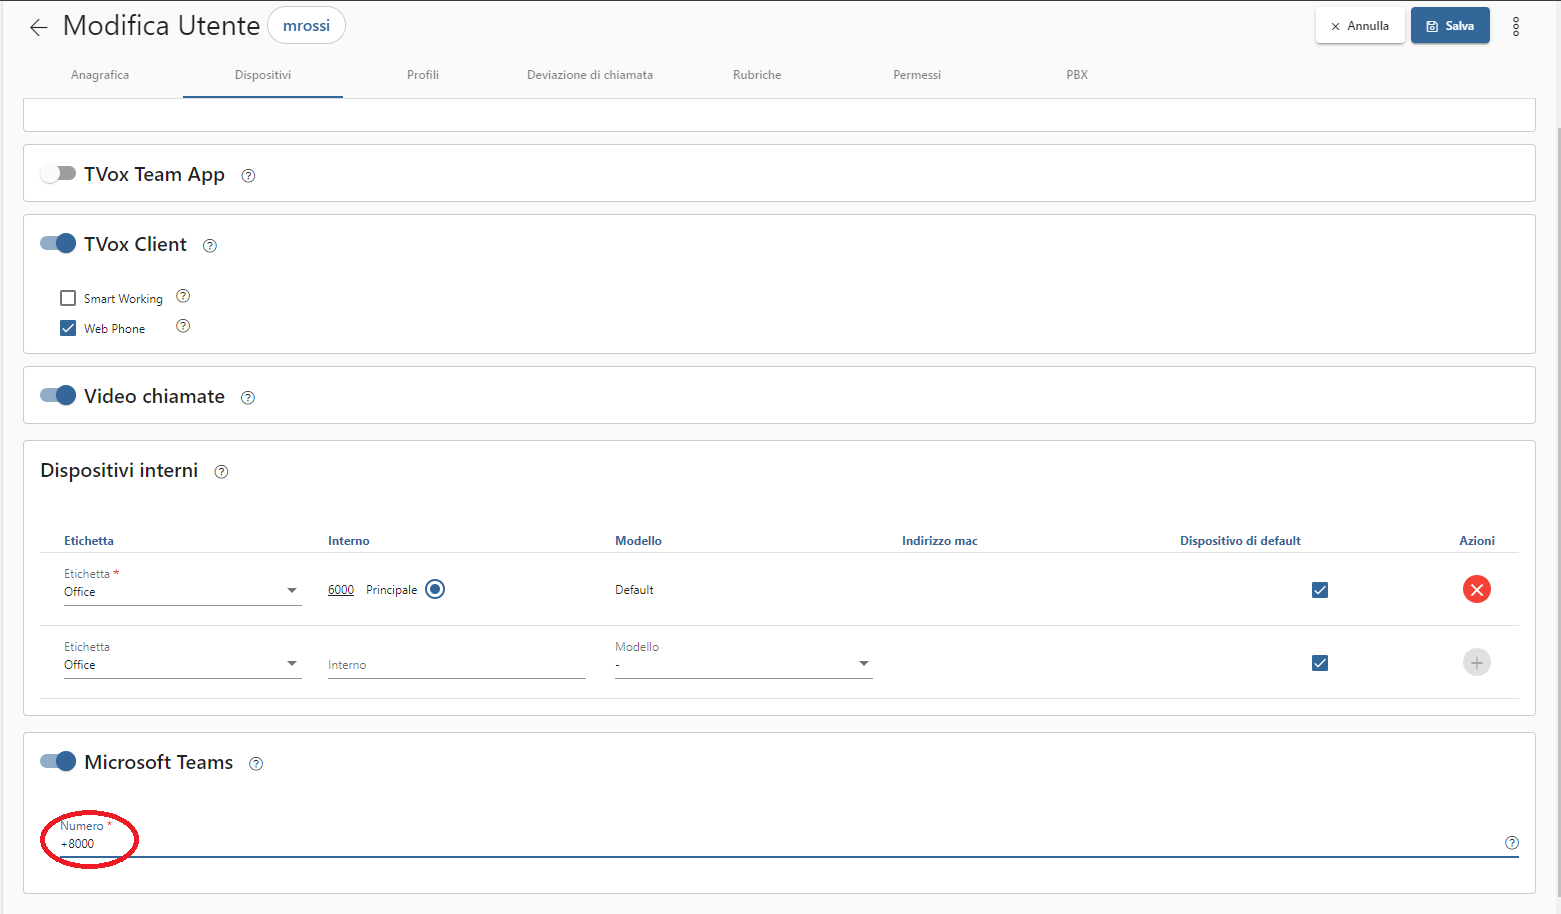 Modifica Utente mrossi
Annulla
Salva
Anagrafica Dispositivi Profili Deviazione di chiamata Rubriche Permessi PBX
TVox Team App ?
TVox Client ?
Smart Working ?
Web Phone ?
Video chiamate ?
Dispositivi interni ?
Etichetta Interno Modello Indirizzo mac Dispositivo di default Azioni
Etichetta *
Office 6000 Principale Default
Etichetta Modello
Office Interno -
Microsoft Teams ?
Numero *
+8000 ?